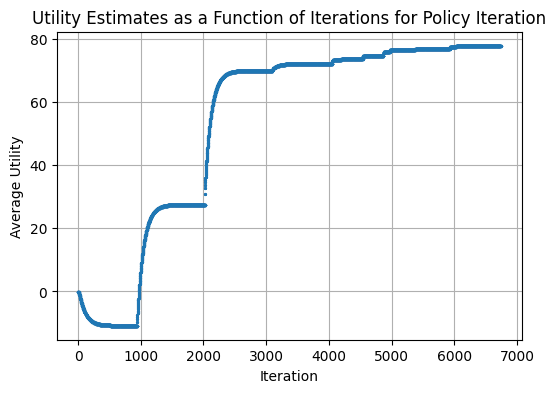 Utility Estimates as a Function of Iterations for Policy Iteration
80
60
40
20
0
Average Utility
0 1000 2000 3000 4000 5000 6000 7000
Iteration